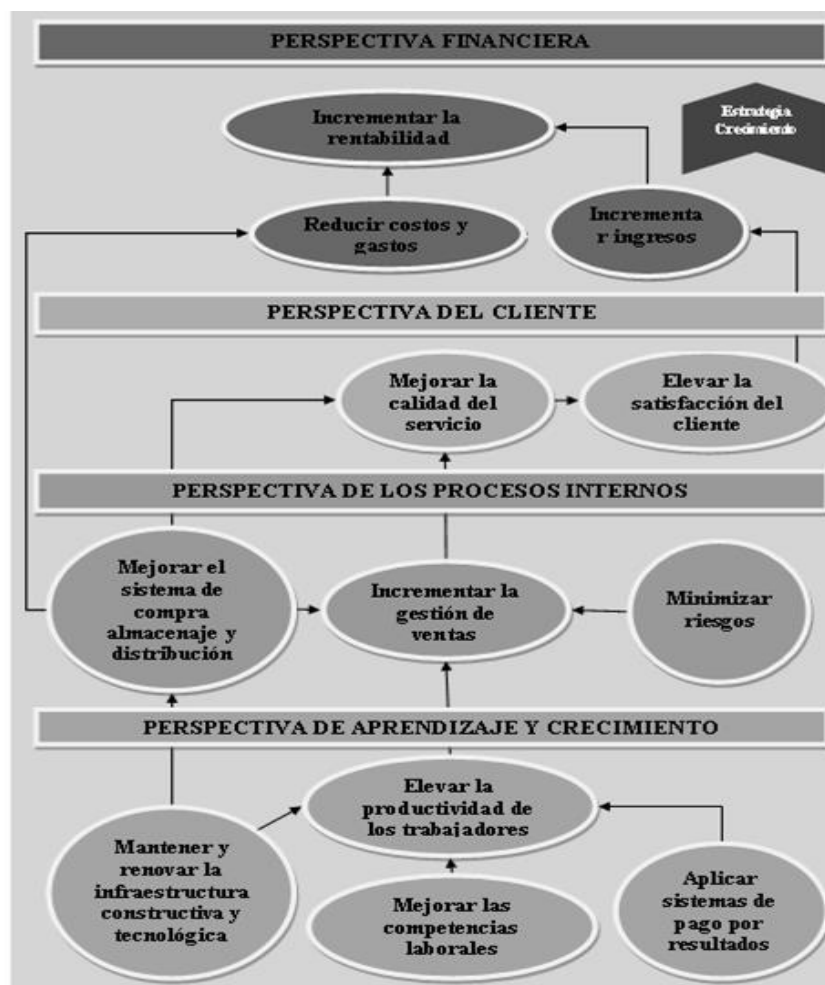 PERSPECTIVA FINANCIERA
Estrategia
Crecimiento
Incrementar la
rentabilidad
Reducir costos y
gastos
Incrementa
r ingresos
PERSPECTIVA DEL CLIENTE
Mejorar la
calidad del
servicio
Elevar la
satisfacción del
cliente
PERSPECTIVA DE LOS PROCESOS INTERNOS
Mejorar el
sistema de
compra
almacenaje y
distribución
Incrementar la
gestión de
ventas
Minimizar
riesgos
PERSPECTIVA DE APRENDIZAJE Y CRECIMIENTO
Elevar la
productividad de
los trabajadores
Mantener y
renovar la
infraestructura
constructiva y
tecnológica
Mejorar las
competencias
laborales
Aplicar
sistemas de
pago por
resultados